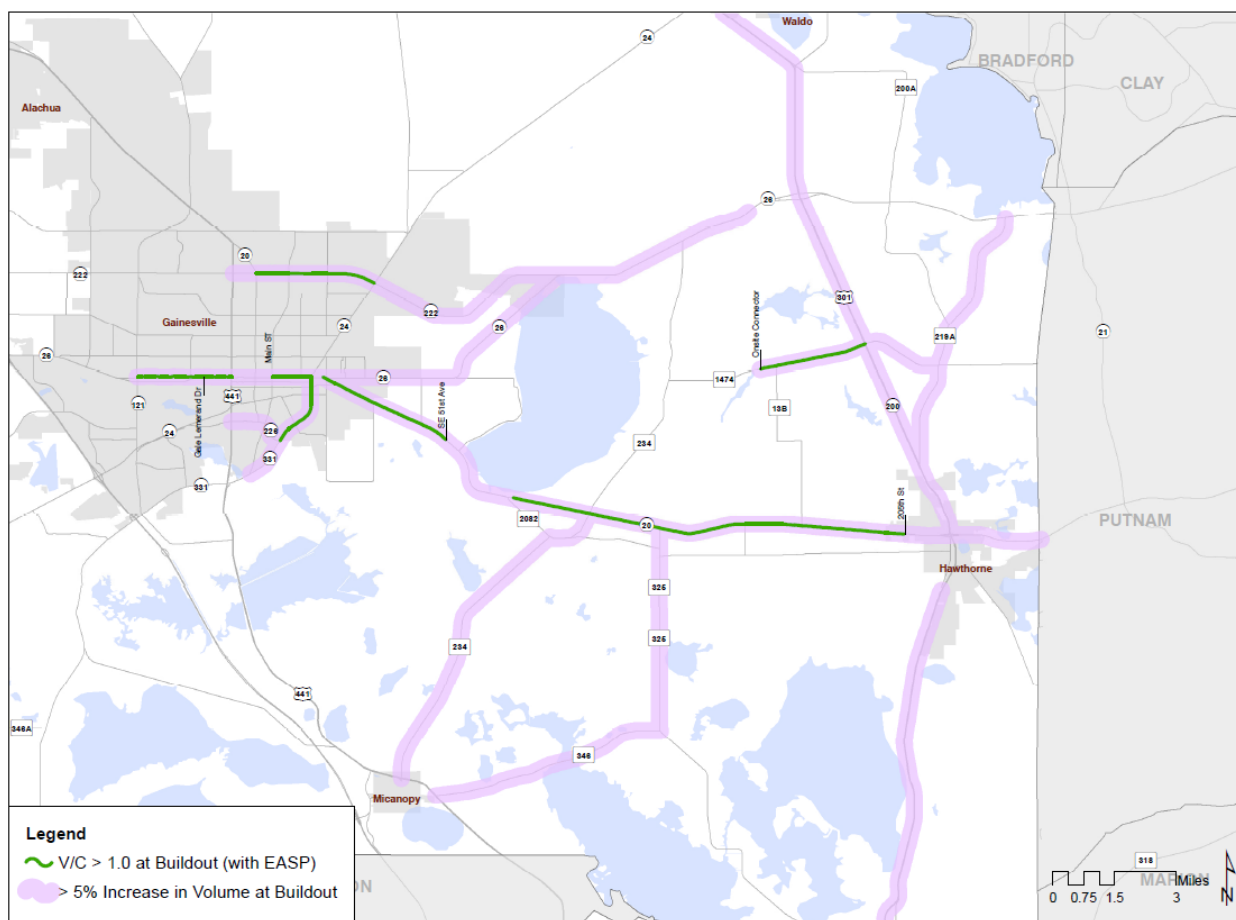 Waldo
24
BRADFORD
CLAY
200A
Alachua
26
20
222
222
301
Gainesville
24
26
Main ST
Onsite Connector
219A
21
26
26
1474
13B
121
441
SE 51st Ave
Gale Lemerand Dr
24
226
200
331
234
331
206th St
2082
20
PUTNAM
Hawthorne
325
325
234
441
346A
346
Micanopy
Legend
V/C > 1.0 at Buildout (with EASP)
> 5% Increase in Volume at Buildout
ON
318
MARION
Miles
0 0.75 1.5 3
N